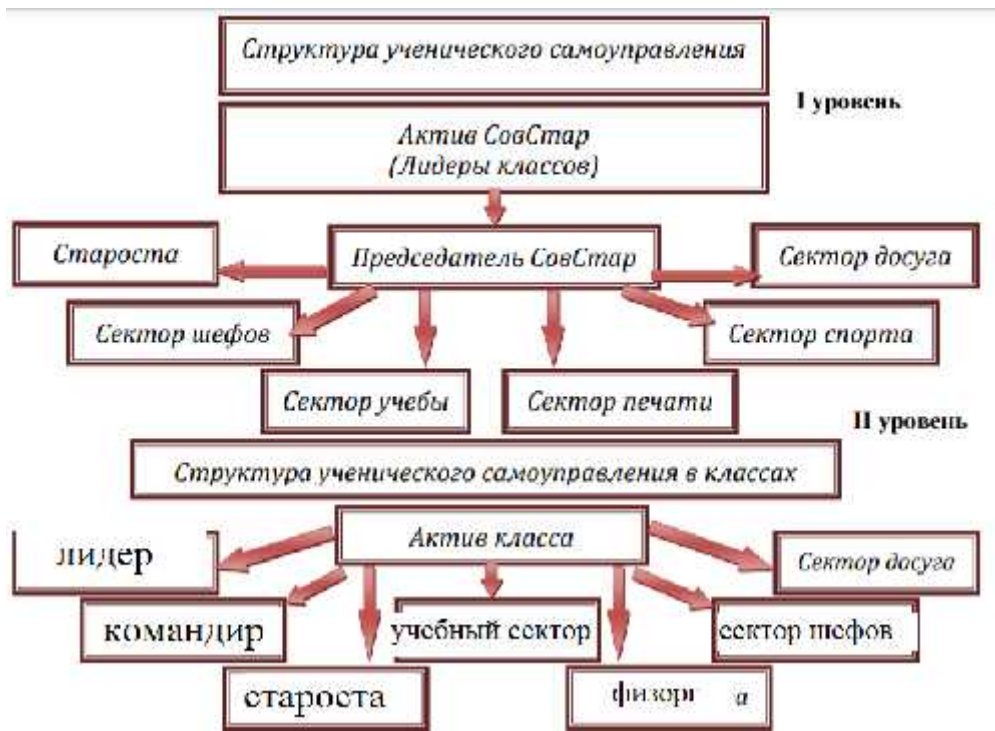 Структура ученического самоуправления
I уровень
Актив СовСтар
(Лидеры классов)
Староста
Председатель СовСтар
Сектор досуга
Сектор шефов
Сектор спорта
Сектор учебы
Сектор печати
II уровень
Структура ученического самоуправления в классах
лидер
Актив класса
Сектор досуга
командир
учебный сектор
сектор шефов
староста
физорг а